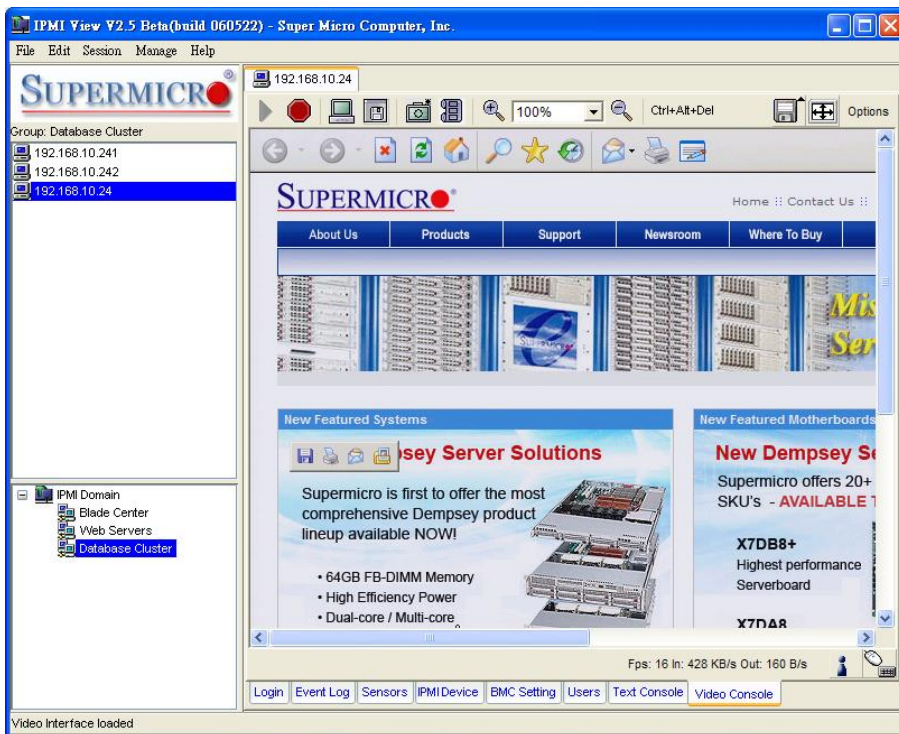 IPMI View V2.5 Beta(build 060522) - Super Micro Computer, Inc.
File Edit Session Manage Help
SUPERMICRO®
Group: Database Cluster
192.168.10.241
192.168.10.242
192.168.10.24
IPMI Domain
Blade Center
Web Servers
Database Cluster
192.168.10.24
100%
Ctrl+Alt+Del
Options
SUPERMICRO®
Home :: Contact Us ::
About Us Products Support Newsroom Where To Buy
Mis
Ser
New Featured Systems
psey Server Solutions
Supermicro is first to offer the most
comprehensive Dempsey product
lineup available NOW!
• 64GB FB-DIMM Memory
• High Efficiency Power
• Dual-core / Multi-core
New Featured Motherboards
New Dempsey Se
Supermicro offers 20+
SKU's - AVAILABLE T
X7DB8+
Highest performance
Serverboard
X7DA8
Fps: 16 In: 428 KB/s Out: 160 B/s
Login Event Log Sensors IPMI Device BMC Setting Users Text Console Video Console
Video Interface loaded